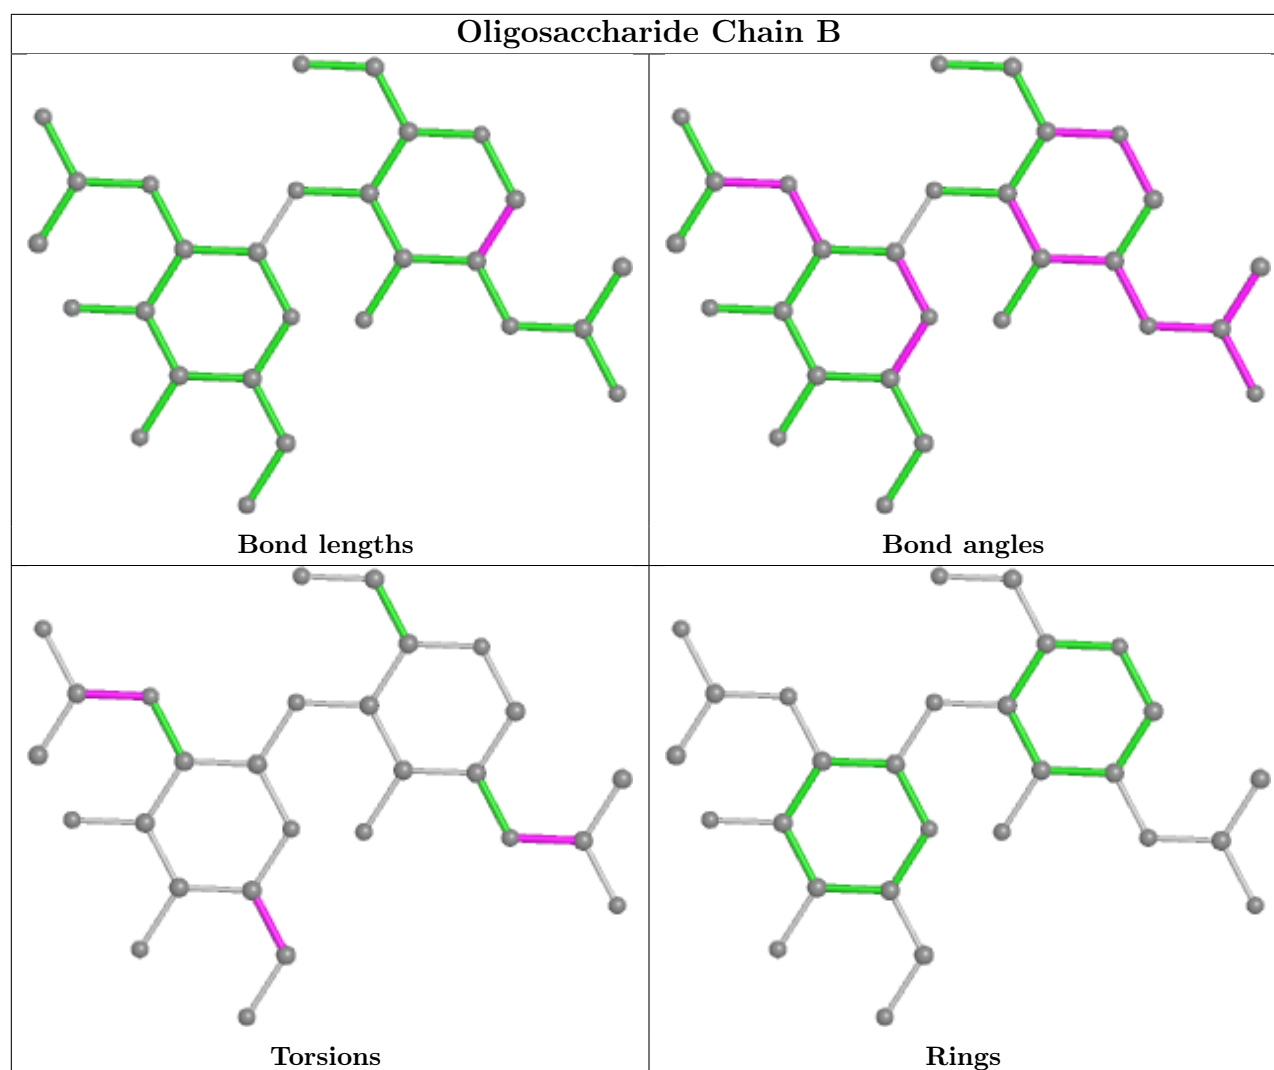 Oligosaccharide Chain B
Bond lengths
Bond angles
Torsions
Rings